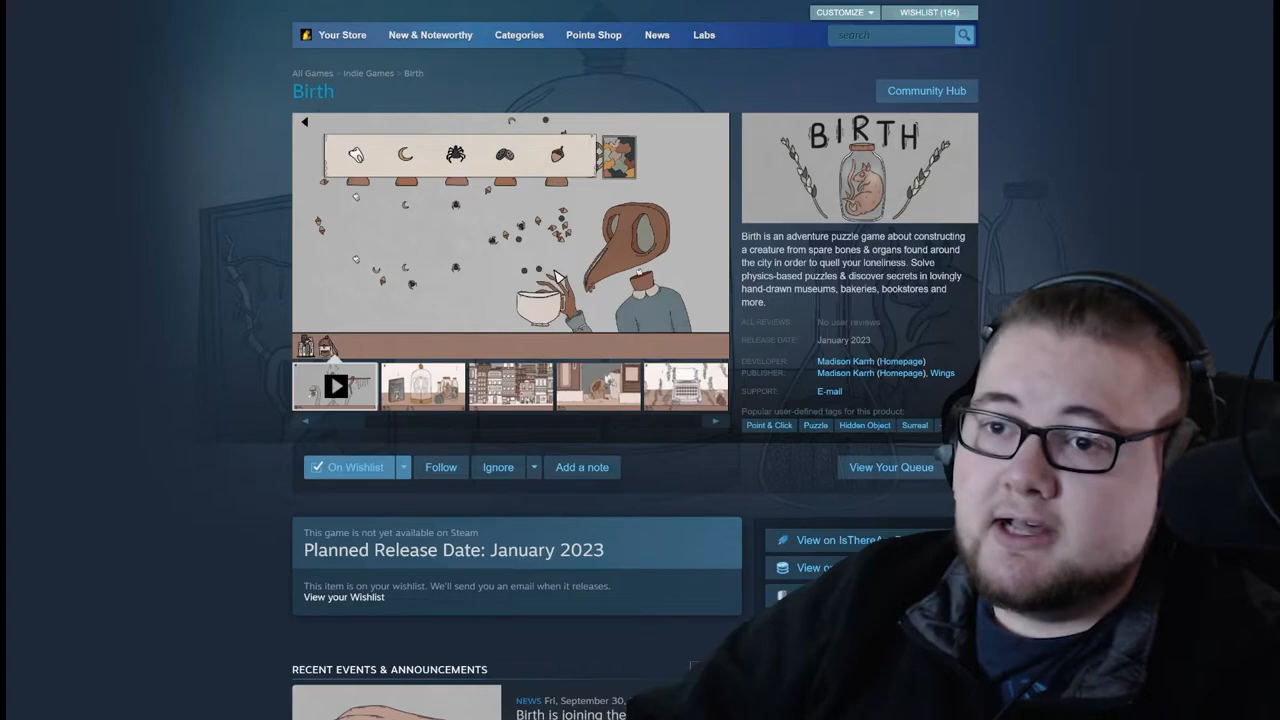 CUSTOMIZE
WISHLIST (154)
Your Store
New & Noteworthy
Categories
Points Shop
News
Labs
search
All Games > Indie Games > Birth
Birth
Community Hub
BIRTH
Birth is an adventure puzzle game about constructing
a creature from spare bones & organs found around
the city in order to quell your loneliness. Solve
physics-based puzzles & discover secrets in lovingly
hand-drawn museums, bakeries, bookstores and
more.
ALL REVIEWS: No user reviews
RELEASE DATE: January 2023
DEVELOPER: Madison Karrh (Homepage)
PUBLISHER: Madison Karrh (Homepage), Wings
SUPPORT: E-mail
Popular user-defined tags for this product:
Point & Click
Puzzle
Hidden Object
Surreal
On Wishlist
Follow
Ignore
Add a note
View Your Queue
This game is not yet available on Steam
Planned Release Date: January 2023
This item is on your wishlist. We'll send you an email when it releases.
View your Wishlist
View on IsThereA
View on
RECENT EVENTS & ANNOUNCEMENTS
NEWS Fri, September 30,
Birth is joining the